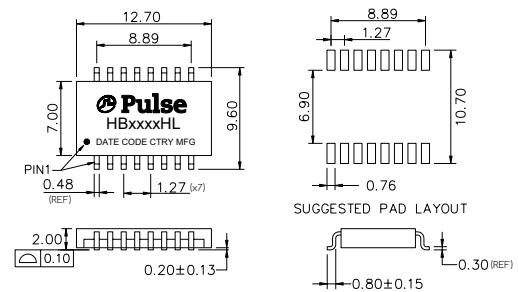 12.70
8.89
7.00
9.60
Pulse
HBxxxxHL
DATE CODE CTRY MFG
PIN1
0.48
(REF)
1.27 (x7)
8.89
1.27
6.90
10.70
0.76
SUGGESTED PAD LAYOUT
2.00
0.10
0.20±0.13
0.30 (REF)
0.80±0.15